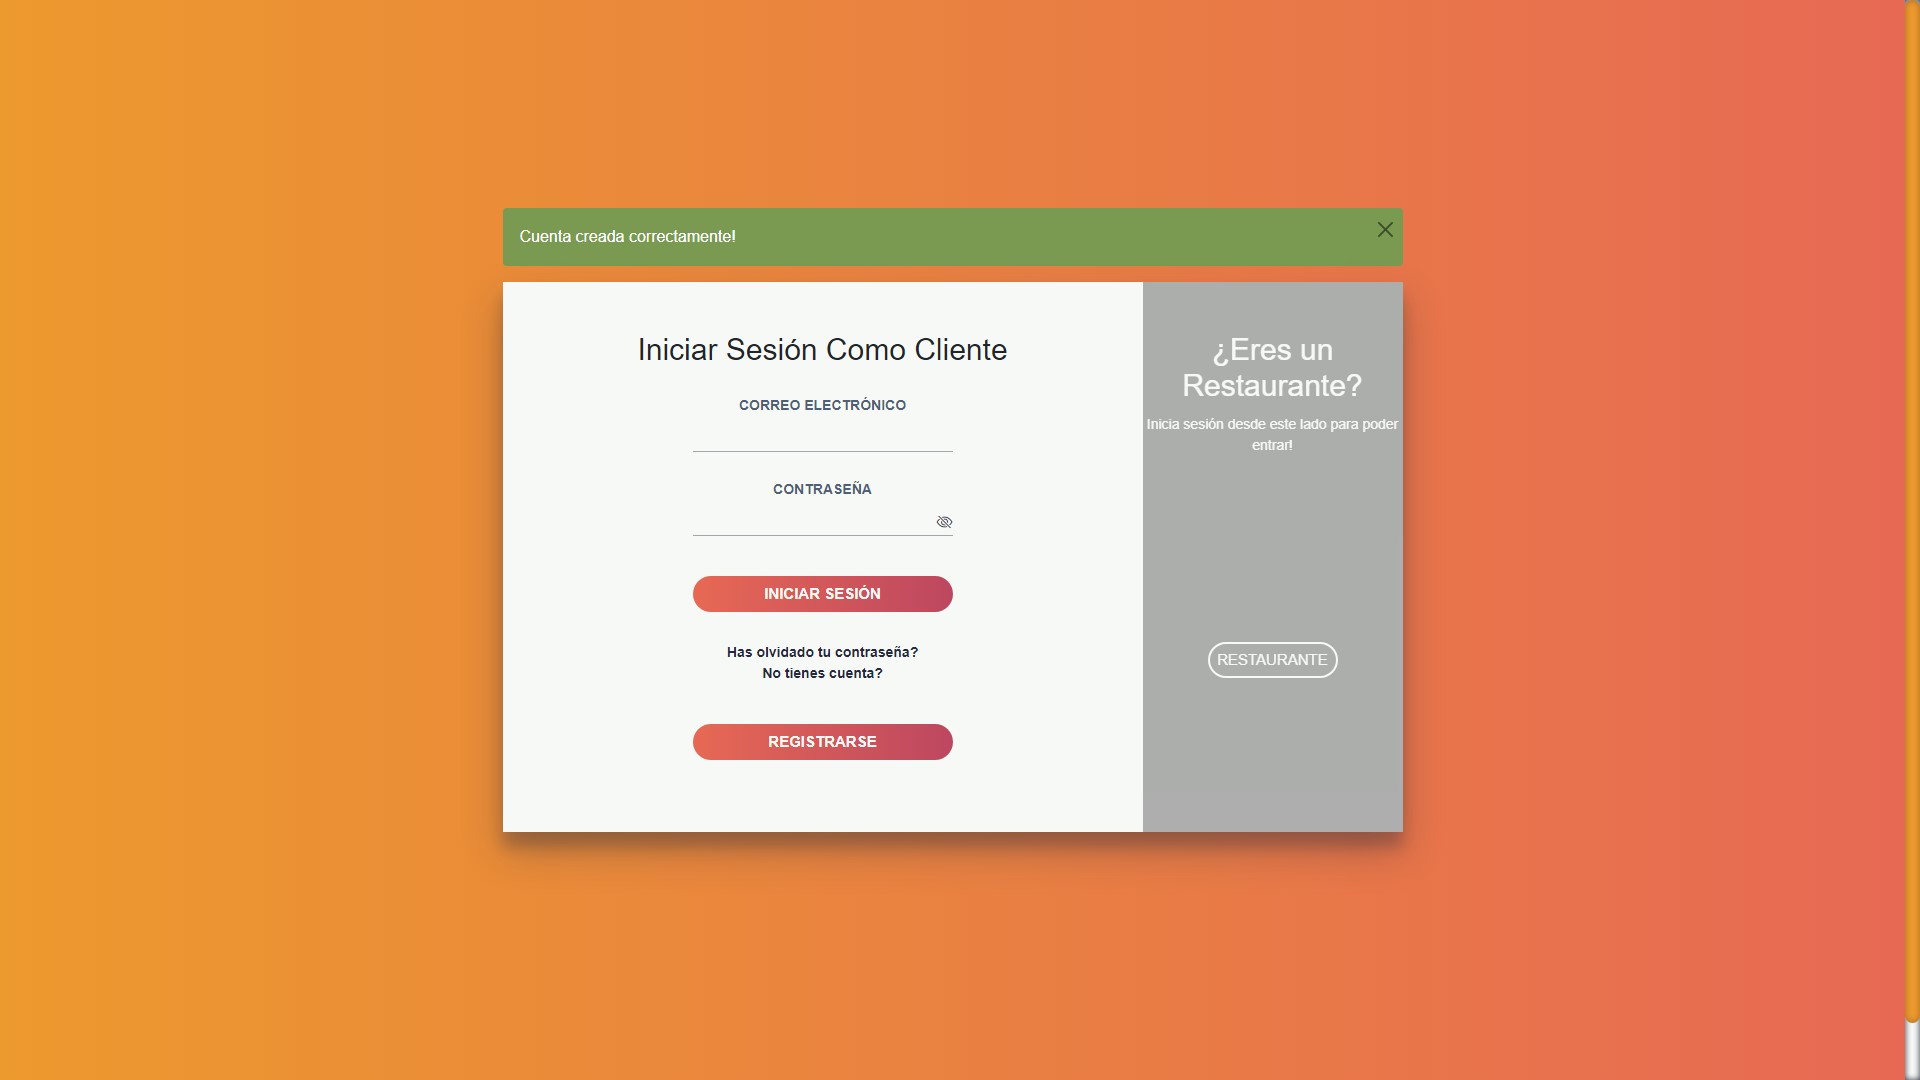 Cuenta creada correctamente!
Iniciar Sesión Como Cliente
CORREO ELECTRÓNICO
CONTRASEÑA
INICIAR SESIÓN
Has olvidado tu contraseña?
No tienes cuenta?
REGISTRARSE
¿Eres un
Restaurante?
Inicia sesión desde este lado para poder
entrar!
RESTAURANTE